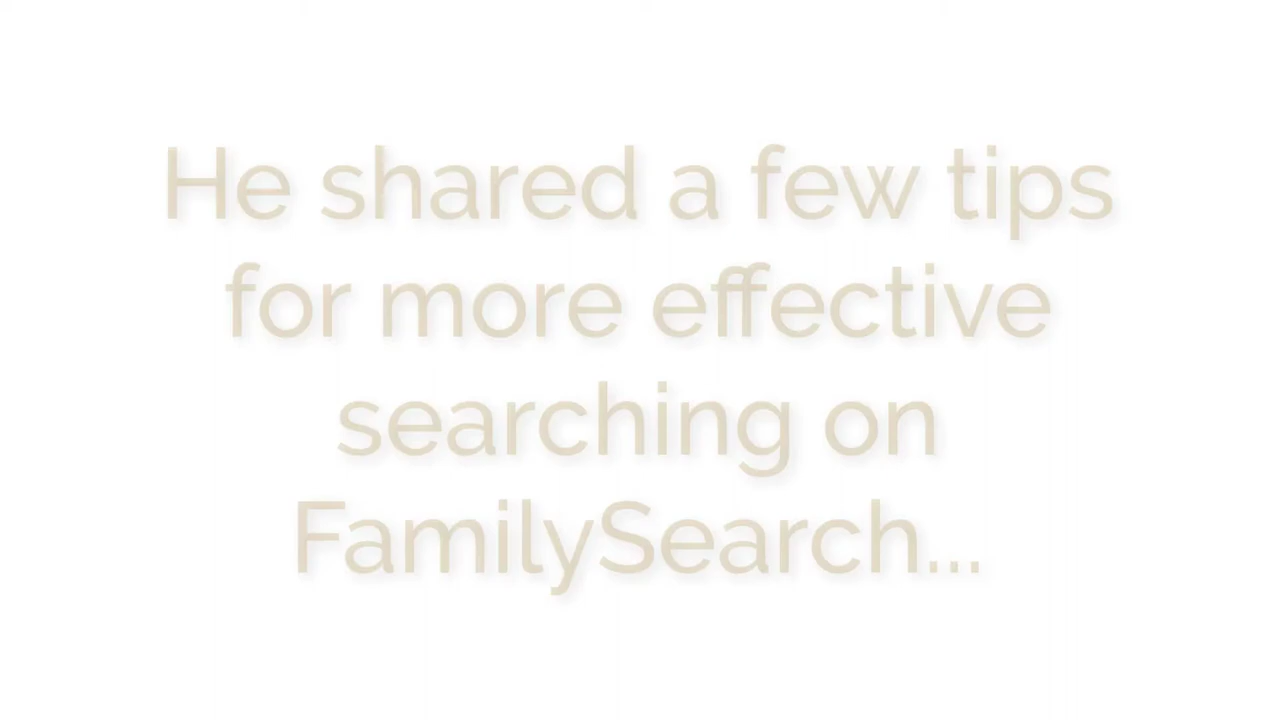 He shared a few tips
for more effective
searching on
FamilySearch...